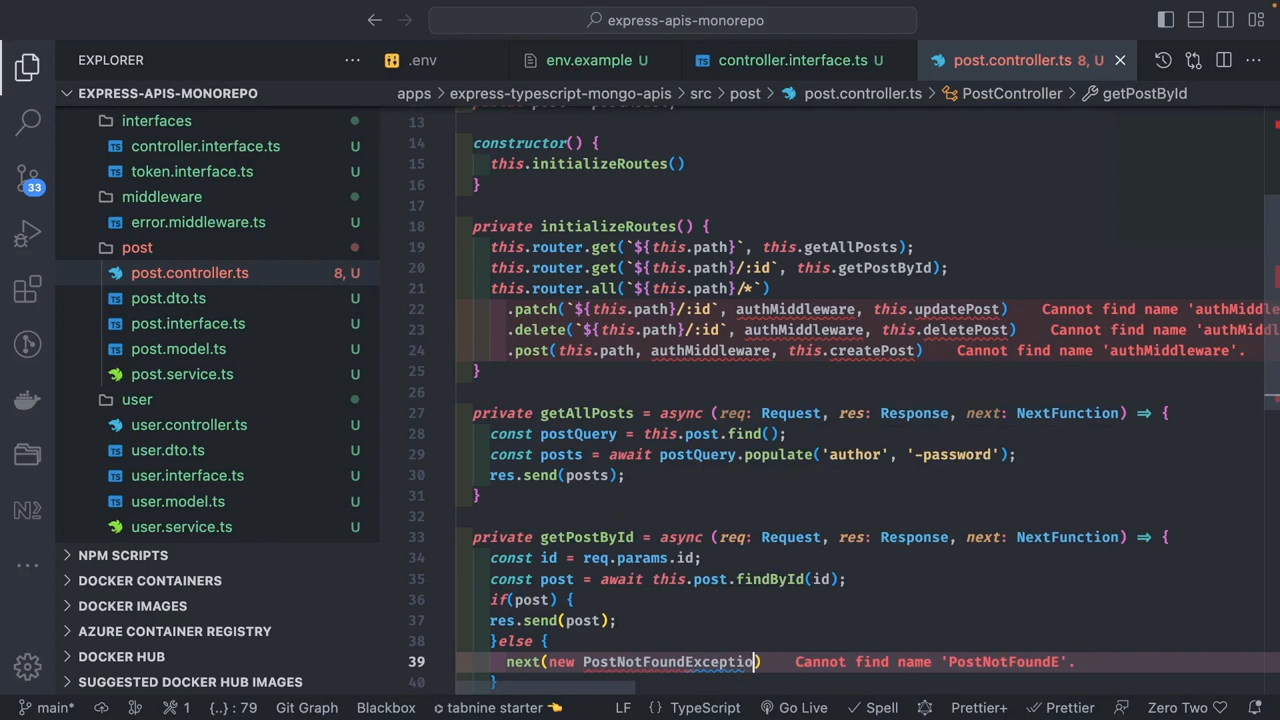 express-apis-monorepo
EXPLORER
.env
env.example U
controller.interface.ts U
post.controller.ts 8, U
EXPRESS-APIS-MONOREPO
apps > express-typescript-mongo-apis > src > post > post.controller.ts > PostController > getPostById
interfaces
controller.interface.ts U
token.interface.ts U
middleware
error.middleware.ts U
post
post.controller.ts 8, U
post.dto.ts U
post.interface.ts U
post.model.ts U
post.service.ts U
user
user.controller.ts U
user.dto.ts U
user.interface.ts U
user.model.ts U
user.service.ts U
NPM SCRIPTS
DOCKER CONTAINERS
DOCKER IMAGES
AZURE CONTAINER REGISTRY
DOCKER HUB
SUGGESTED DOCKER HUB IMAGES
33
13
14 constructor() {
15 this.initializeRoutes()
16 }
17
18 private initializeRoutes() {
19 this.router.get(`${this.path}`, this.getAllPosts);
20 this.router.get(`${this.path}/:id`, this.getPostById);
21 this.router.all(`${this.path}/*`)
22 .patch(`${this.path}/:id`, authMiddleware, this.updatePost) Cannot find name 'authMiddlew
23 .delete(`${this.path}/:id`, authMiddleware, this.deletePost) Cannot find name 'authMidd
24 .post(this.path, authMiddleware, this.createPost) Cannot find name 'authMiddleware'.
25 }
26
27 private getAllPosts = async (req: Request, res: Response, next: NextFunction) => {
28 const postQuery = this.post.find();
29 const posts = await postQuery.populate('author', '-password');
30 res.send(posts);
31 }
32
33 private getPostById = async (req: Request, res: Response, next: NextFunction) => {
34 const id = req.params.id;
35 const post = await this.post.findById(id);
36 if(post) {
37 res.send(post);
38 }else {
39 next(new PostNotFoundExceptio) Cannot find name 'PostNotFoundE'.
40 }
main* 1 {..} : 79 Git Graph Blackbox tabnine starter 👈 LF {} TypeScript Go Live Spell Prettier+ Prettier Zero Two